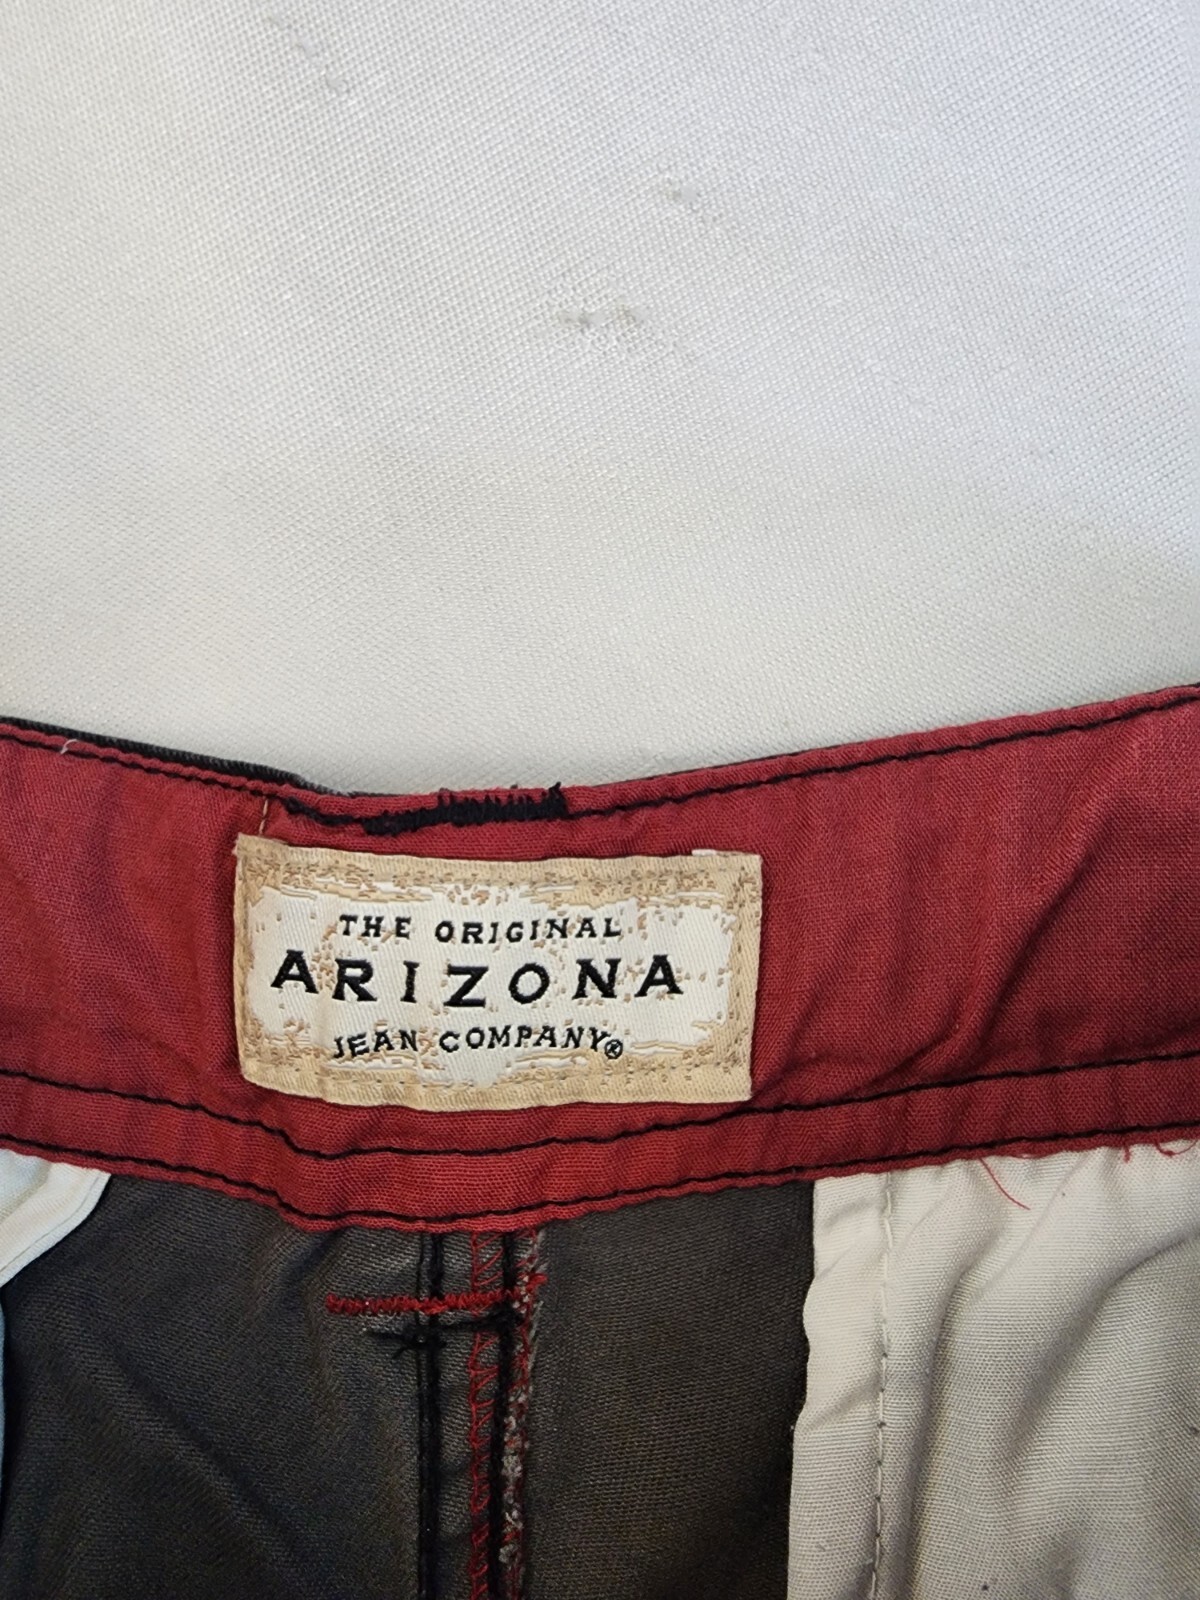 THE ORIGINAL
ARIZONA
JEAN COMPANY®